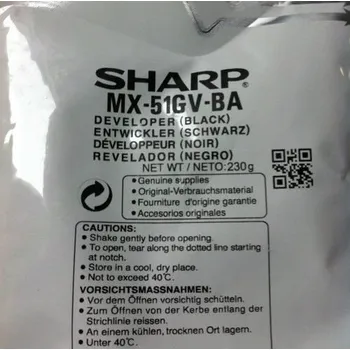 SHARP®
MX-51GV-BA
DEVELOPER (BLACK)
ENTWICKLER (SCHWARZ)
DÉVELOPPEUR (NOIR)
REVELADOR (NEGRO)
NET WT / NETO: 230g
• Genuine supplies
• Original-Verbrauchsmaterial
• Fourniture d'origine garantie
• Accesorios originales
CAUTIONS:
• Shake gently before opening.
• To open, tear along the dotted line starting
at notch.
• Store in a cool, dry place.
• Not to exceed 40°C.
VORSICHTSMASSNAHMEN:
• Vor dem Öffnen vorsichtig schütteln.
• Zum Öffnen von der Kerbe entlang der
Strichlinie reissen.
• An einem kühlen, trocknen Ort lagern.
• Unter 40°C.